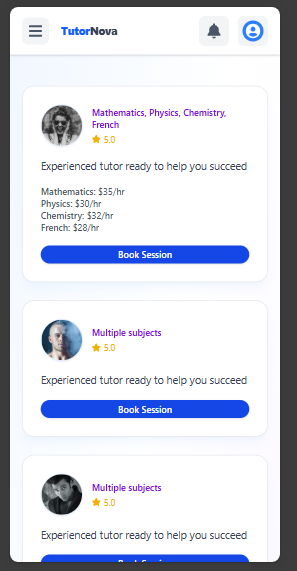 TutorNova
Mathematics, Physics, Chemistry,
French
5.0
Experienced tutor ready to help you succeed
Mathematics: $35/hr
Physics: $30/hr
Chemistry: $32/hr
French: $28/hr
Book Session
Multiple subjects
5.0
Experienced tutor ready to help you succeed
Book Session
Multiple subjects
5.0
Experienced tutor ready to help you succeed
Book Session